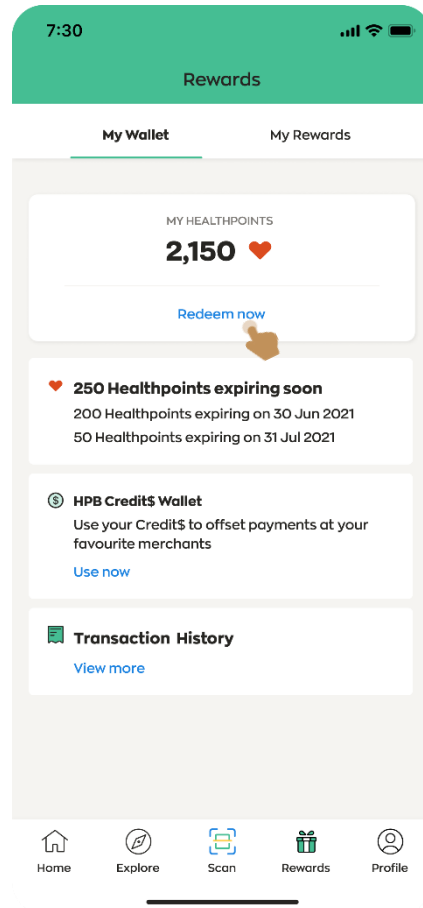 7:30
Rewards
My Wallet
My Rewards
MY HEALTHPOINTS
2,150
Redeem now
250 Healthpoints expiring soon
200 Healthpoints expiring on 30 Jun 2021
50 Healthpoints expiring on 31 Jul 2021
HPB Credit$ Wallet
Use your Credit$ to offset payments at your
favourite merchants
Use now
Transaction History
View more
Home
Explore
Scan
Rewards
Profile